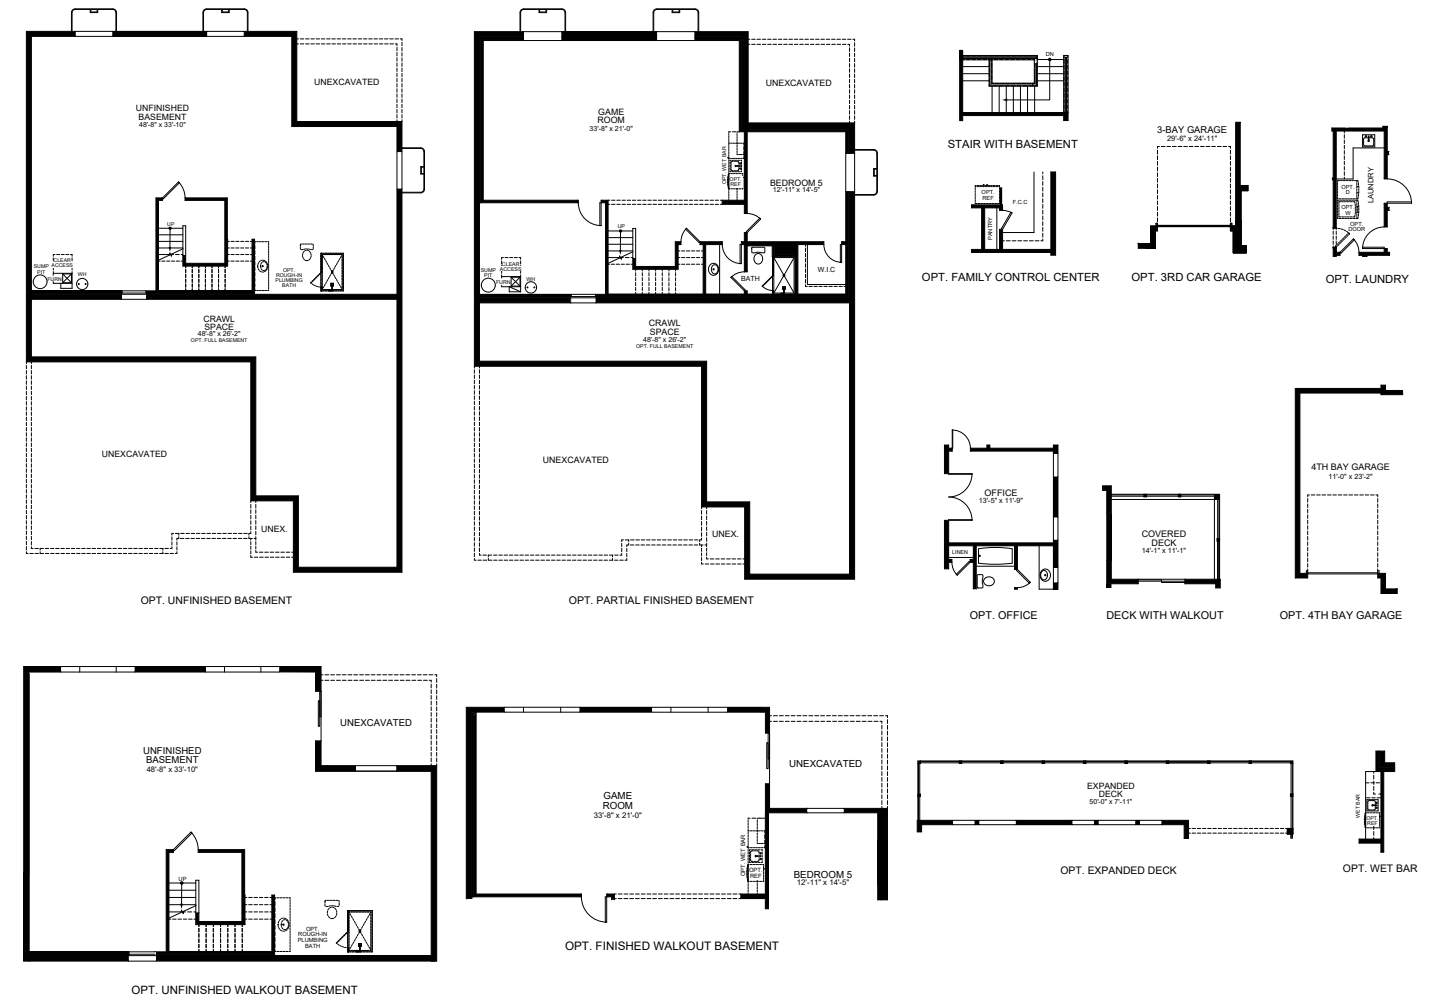 UNEXCAVATED
UNFINISHED
BASEMENT
48'-8" x 33'-10"
UP
CLEAR
ACCESS
SUMP
PIT
FURN
WH
OPT.
ROUGH-IN
PLUMBING
BATH
CRAWL
SPACE
48'-8" x 26'-2"
OPT. FULL BASEMENT
UNEXCAVATED
UNEX.
OPT. UNFINISHED BASEMENT
UNEXCAVATED
GAME
ROOM
33'-8" x 21'-0"
OPT. WET BAR
OPT.
REF
BEDROOM 5
12'-11" x 14'-5"
UP
CLEAR
ACCESS
SUMP
PIT
FURN
WH
BATH
W.I.C
CRAWL
SPACE
48'-8" x 26'-2"
OPT. FULL BASEMENT
UNEXCAVATED
UNEX.
OPT. PARTIAL FINISHED BASEMENT
DN
STAIR WITH BASEMENT
OPT.
REF
F.C.C
PANTRY
OPT. FAMILY CONTROL CENTER
3-BAY GARAGE
29'-6" x 24'-11"
OPT. 3RD CAR GARAGE
LAUNDRY
OPT.
D
OPT.
W
OPT.
DOOR
OPT. LAUNDRY
OFFICE
13'-5" x 11'-9"
LINEN
OPT. OFFICE
COVERED
DECK
14'-1" x 11'-1"
DECK WITH WALKOUT
4TH BAY GARAGE
11'-0" x 23'-2"
OPT. 4TH BAY GARAGE
UNEXCAVATED
UNFINISHED
BASEMENT
48'-8" x 33'-10"
UP
OPT.
ROUGH-IN
PLUMBING
BATH
OPT. UNFINISHED WALKOUT BASEMENT
UNEXCAVATED
GAME
ROOM
33'-8" x 21'-0"
OPT. WET BAR
OPT
REF
BEDROOM 5
12'-11" x 14'-5"
OPT. FINISHED WALKOUT BASEMENT
EXPANDED
DECK
50'-0" x 7'-11"
OPT. EXPANDED DECK
WET BAR
OPT.
REF
OPT. WET BAR